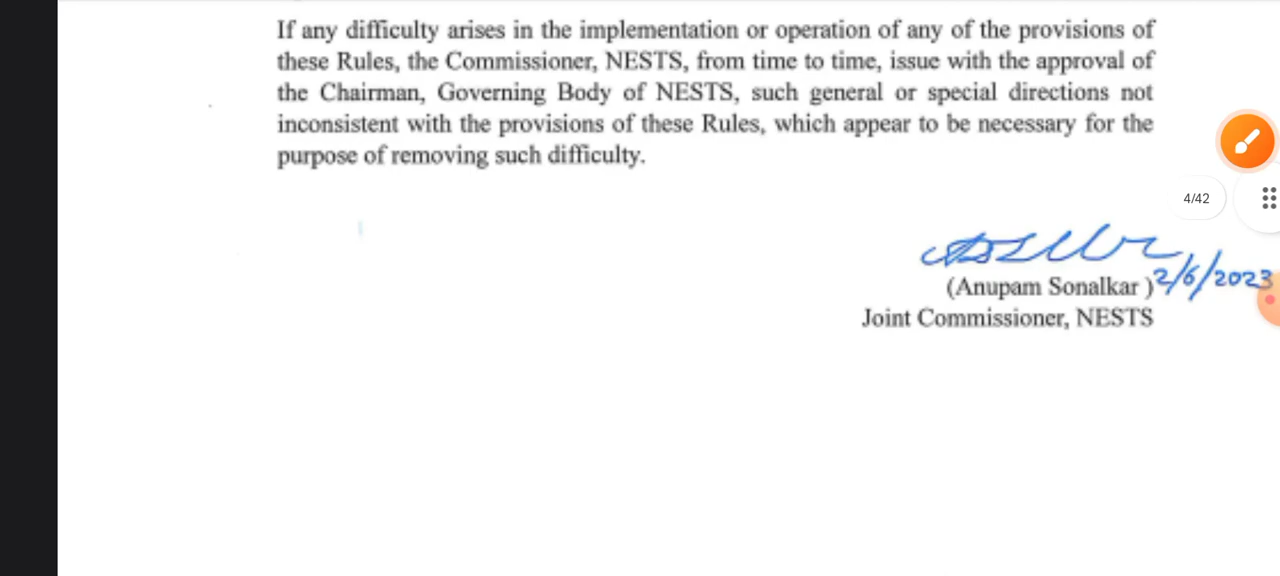 If any difficulty arises in the implementation or operation of any of the provisions of
these Rules, the Commissioner, NESTS, from time to time, issue with the approval of
the Chairman, Governing Body of NESTS, such general or special directions not
inconsistent with the provisions of these Rules, which appear to be necessary for the
purpose of removing such difficulty.
4/42
(Anupam Sonalkar ) 2/6/2023
Joint Commissioner, NESTS